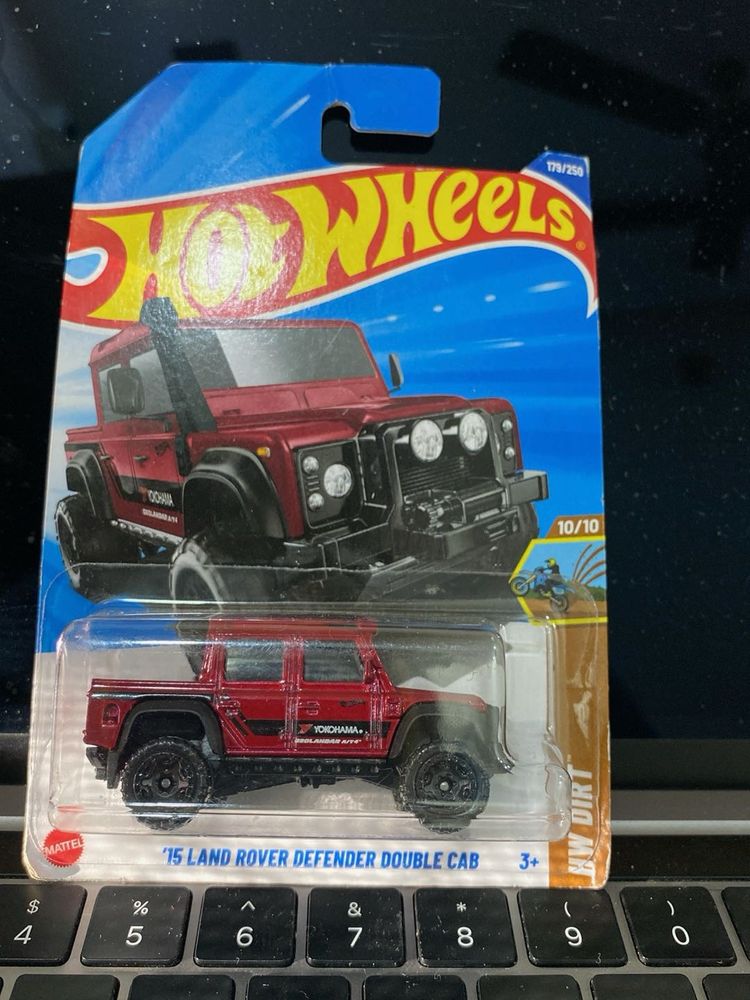 179/250
HOT WHEELS
®
YOKOHAMA
GEOLANDAR A/T4
10/10
YOKOHAMA
GEOLANDAR A/T4
HW DIRT
MATTEL
'15 LAND ROVER DEFENDER DOUBLE CAB
3+
$ % ^ & * ( )
4 5 6 7 8 9 0